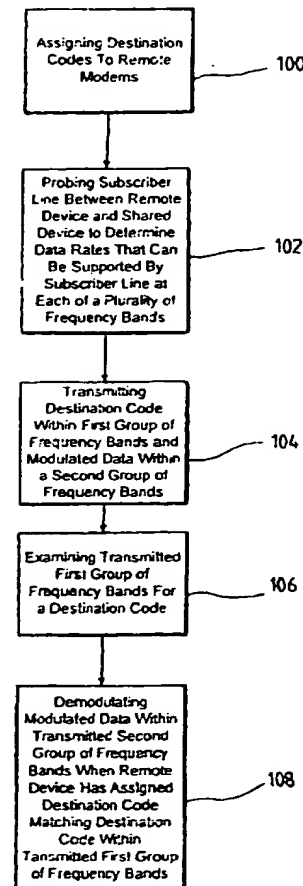 Assigning Destination
Codes To Remote
Modems
100
Probing Subscriber
Line Between Remote
Device and Shared
Device to Determine
Data Rates That Can
Be Supported By
Subscriber Line at
Each of a Plurality of
Frequency Bands
102
Transmitting
Destination Code
Within First Group of
Frequency Bands and
Modulated Data Within
a Second Group of
Frequency Bands
104
Examining Transmitted
First Group of
Frequency Bands For
a Destination Code
106
Demodulating
Modulated Data Within
Transmitted Second
Group of Frequency
Bands When Remote
Device Has Assigned
Destination Code
Matching Destination
Code Within
Tansmitted First Group
of Frequency Bands
108